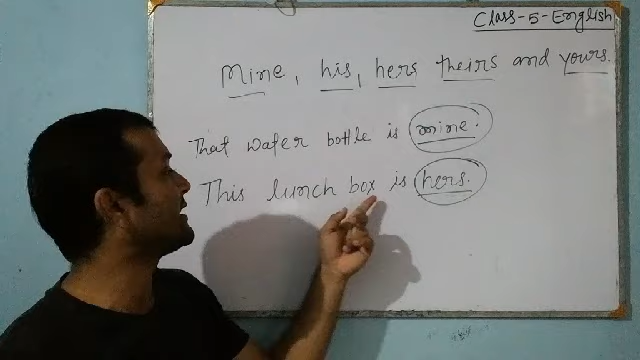 Class-5-English
Mine, his, hers theirs and yours.
That water bottle is mine.
This lunch box is hers.